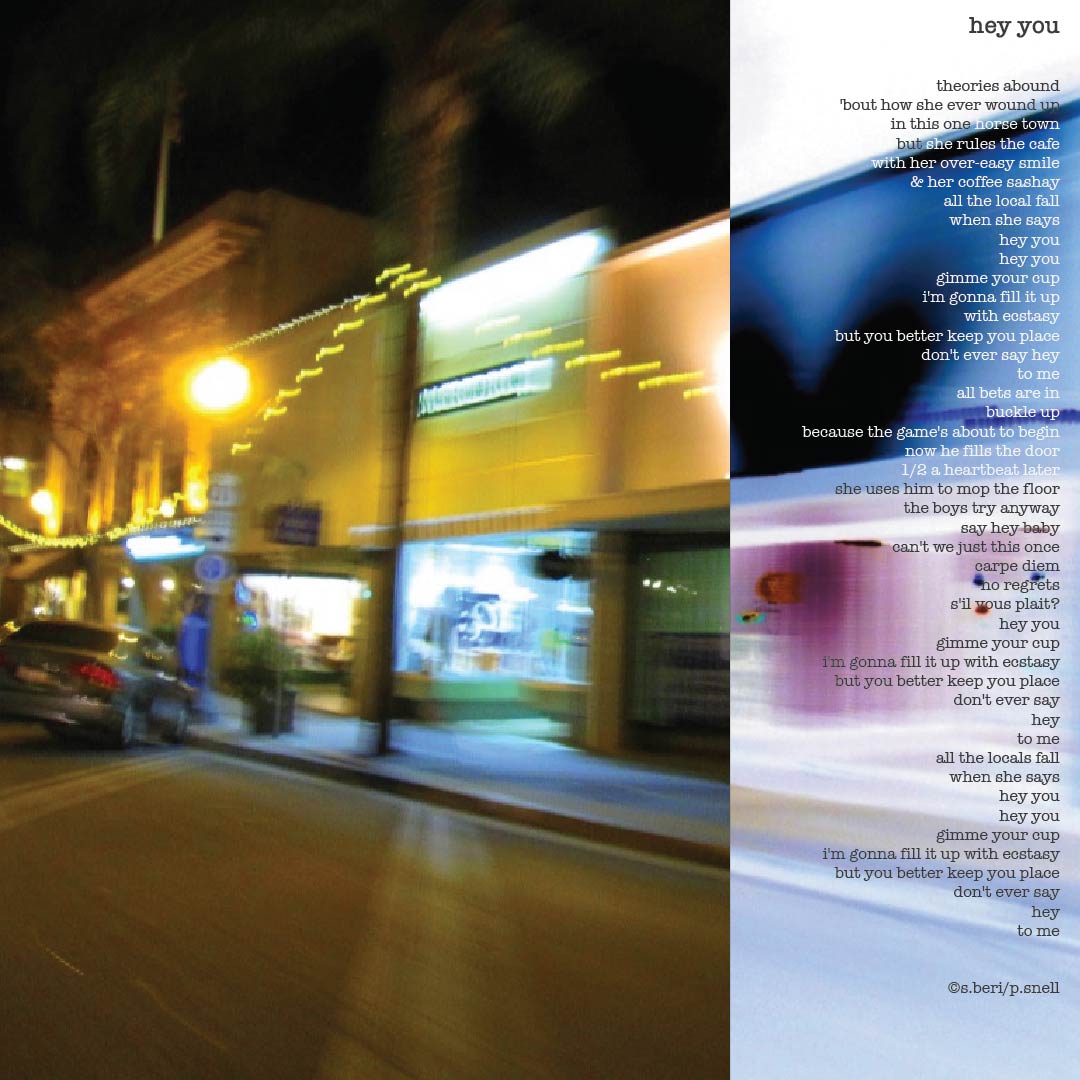 hey you
theories abound
'bout how she ever wound up
in this one horse town
but she rules the cafe
with her over-easy smile
& her coffee sashay
all the local fall
when she says
hey you
hey you
gimme your cup
i'm gonna fill it up
with ecstasy
but you better keep you place
don't ever say hey
to me
all bets are in
buckle up
because the game's about to begin
now he fills the door
1/2 a heartbeat later
she uses him to mop the floor
the boys try anyway
say hey baby
can't we just this once
carpe diem
no regrets
s'il vous plait?
hey you
gimme your cup
i'm gonna fill it up with ecstasy
but you better keep you place
don't ever say
hey
to me
all the locals fall
when she says
hey you
hey you
gimme your cup
i'm gonna fill it up with ecstasy
but you better keep you place
don't ever say
hey
to me
©s.beri/p.snell